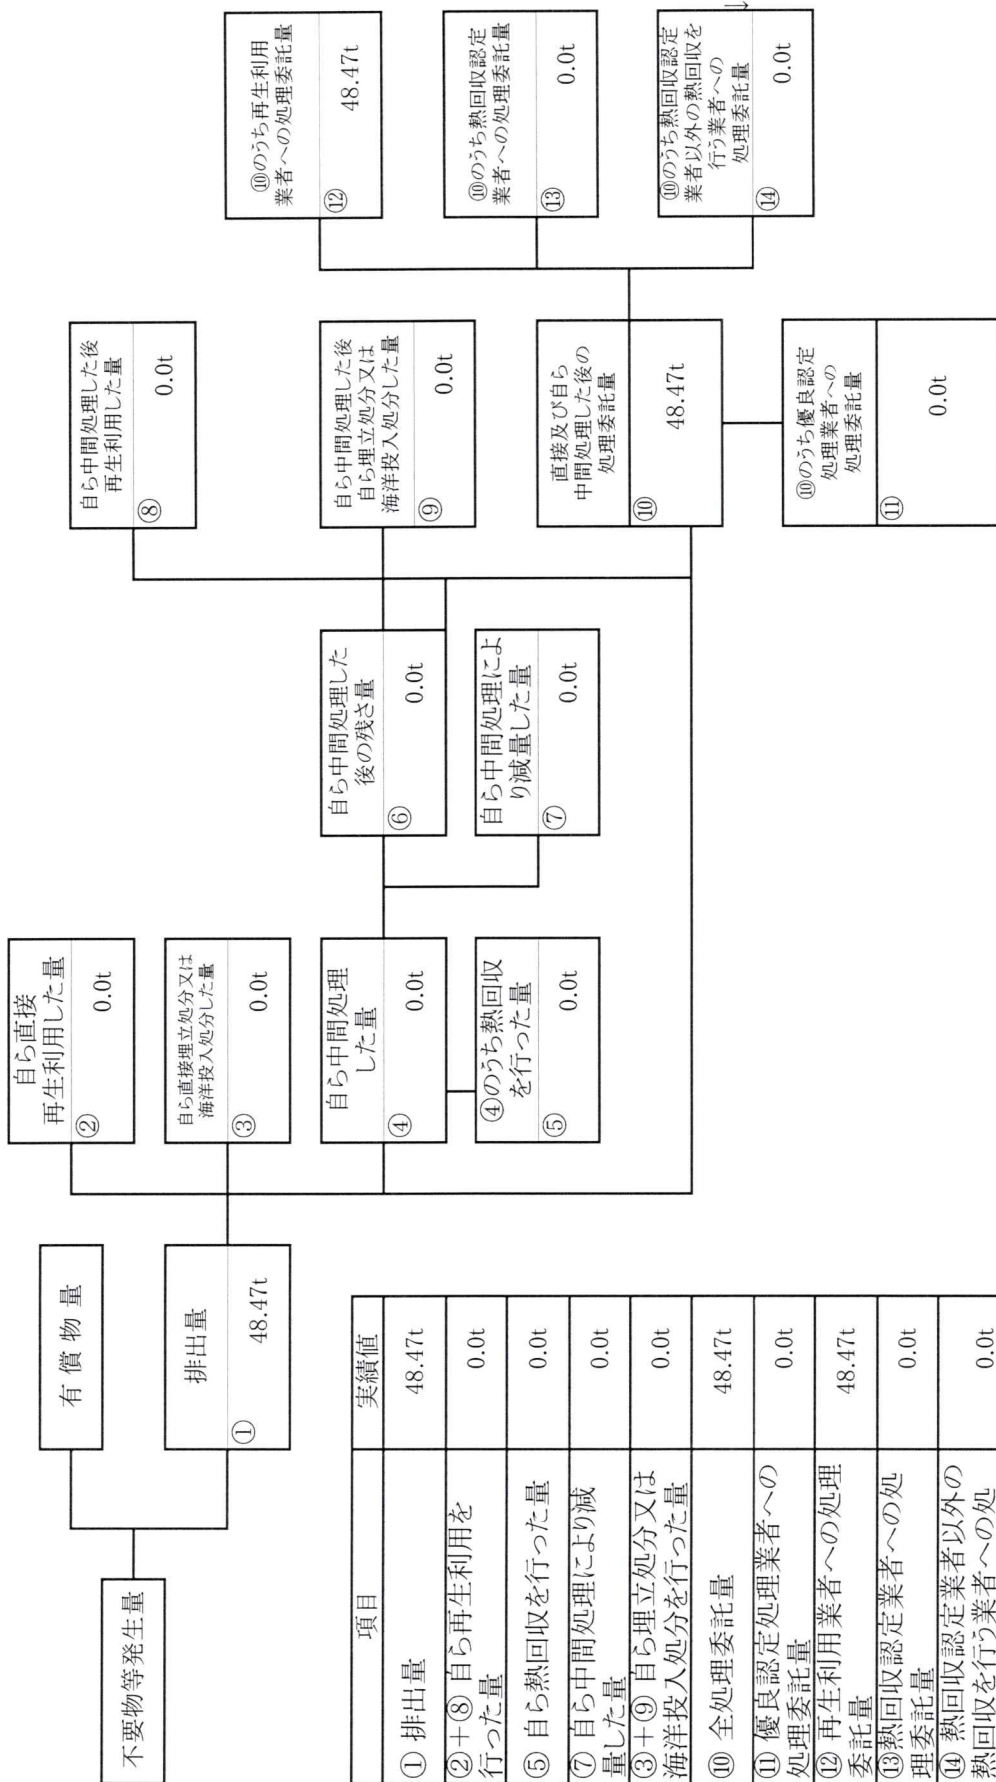 不要物等発生量
有 償 物 量
排出量
①
48.47t
自ら直接
再生利用した量
②
0.0t
自ら直接埋立処分又は
海洋投入処分した量
③
0.0t
自ら中間処理
した量
④
0.0t
④のうち熱回収
を行った量
⑤
0.0t
自ら中間処理した
後の残さ量
⑥
0.0t
自ら中間処理によ
り減量した量
⑦
0.0t
自ら中間処理した後
再生利用した量
⑧
0.0t
自ら中間処理した後
自ら埋立処分又は
海洋投入処分した量
⑨
0.0t
直接及び自ら
中間処理した後の
処理委託量
⑩
48.47t
⑩のうち優良認定
処理業者への
処理委託量
⑪
0.0t
⑩のうち再生利用
業者への処理委託量
⑫
48.47t
⑩のうち熱回収認定
業者への処理委託量
⑬
0.0t
⑩のうち熱回収認定
業者以外の熱回収を
行う業者への
処理委託量
⑭
0.0t
↓
項目 実績値
① 排出量 48.47t
②+⑧ 自ら再生利用を
行った量 0.0t
⑤ 自ら熱回収を行った量 0.0t
⑦ 自ら中間処理により減
量した量 0.0t
③+⑨ 自ら埋立処分又は
海洋投入処分を行った量 0.0t
⑩ 全処理委託量 48.47t
⑪ 優良認定処理業者への
処理委託量 0.0t
⑫ 再生利用業者への処理
委託量 48.47t
⑬熱回収認定業者への処
理委託量 0.0t
⑭ 熱回収認定業者以外の
熱回収を行う業者への処 0.0t